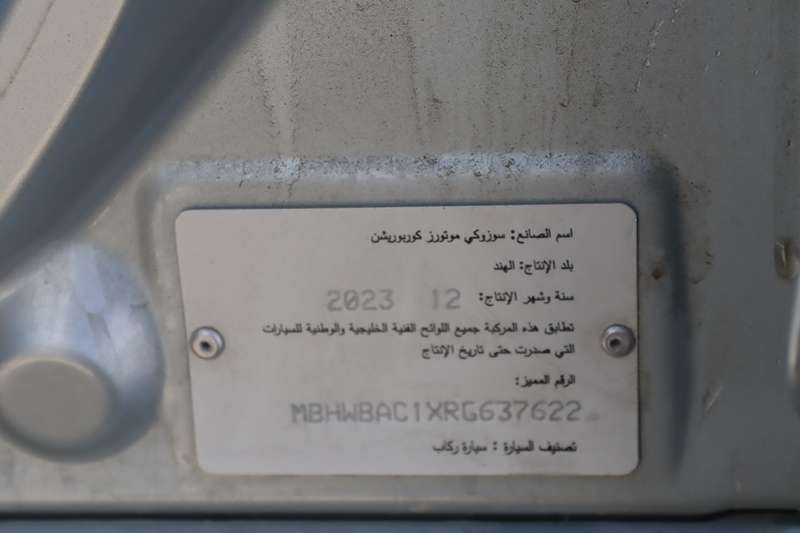 اسم الصانع: سوزوكي موتورز كوربوريشن
بلد الإنتاج: الهند
سنة وشهر الإنتاج: 12 2023
تطابق هذه المركبة جميع اللوائح الفنية الخليجية والوطنية للسيارات
التي صدرت حتى تاريخ الإنتاج
الرقم المميز:
MBHWBAC1XRG637622
تصنيف السيارة : سيارة ركاب